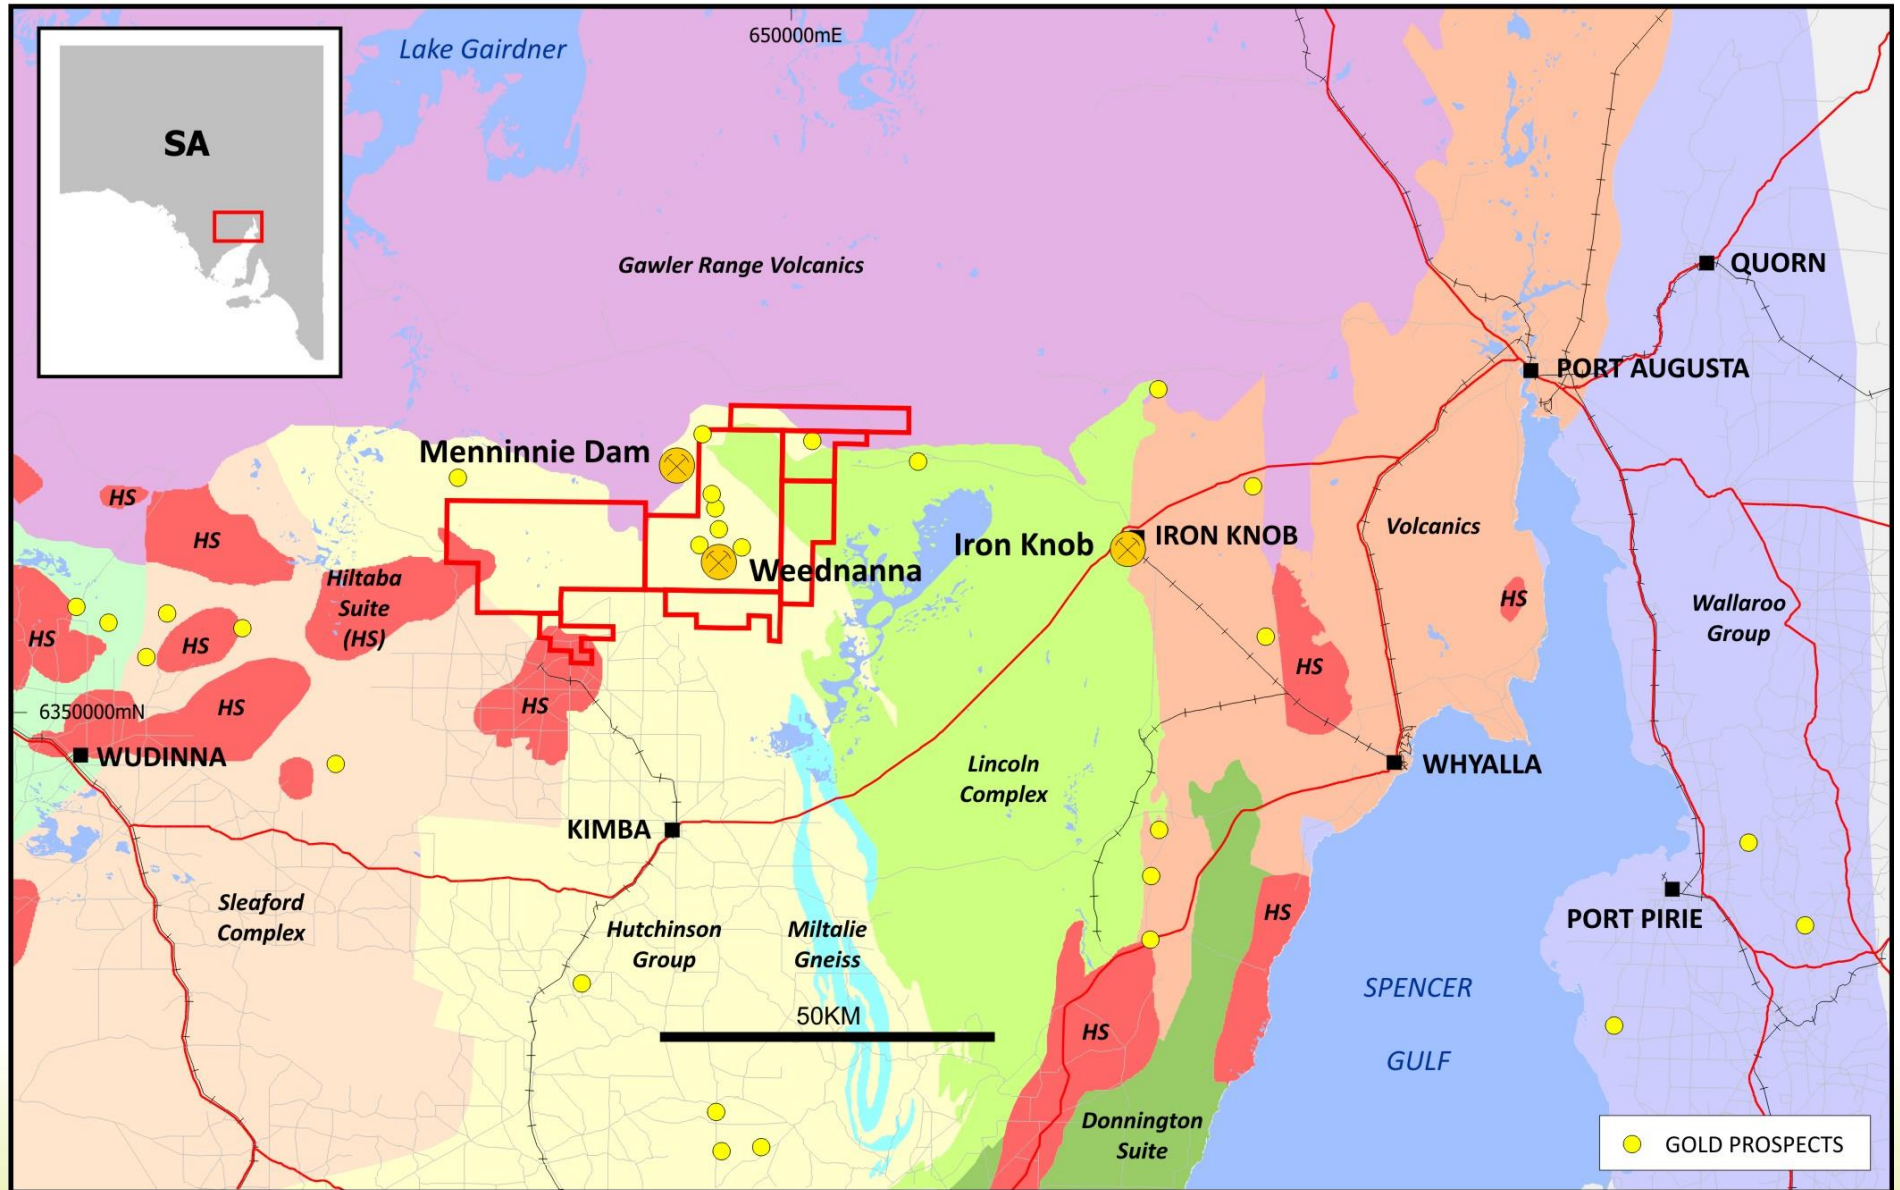 Lake Gairdner
650000mE
SA
Gawler Range Volcanics
QUORN
PORT AUGUSTA
Menninnie Dam
HS
HS
Iron Knob
IRON KNOB
Volcanics
Weednanna
Hiltaba
Suite
(HS)
HS
HS
HS
HS
Wallaroo
Group
HS
HS
HS
6350000mN
WUDINNA
Lincoln
Complex
WHYALLA
KIMBA
Sleaford
Complex
Hutchinson
Group
Miltalie
Gneiss
HS
PORT PIRIE
SPENCER
GULF
50KM
HS
Donnington
Suite
GOLD PROSPECTS